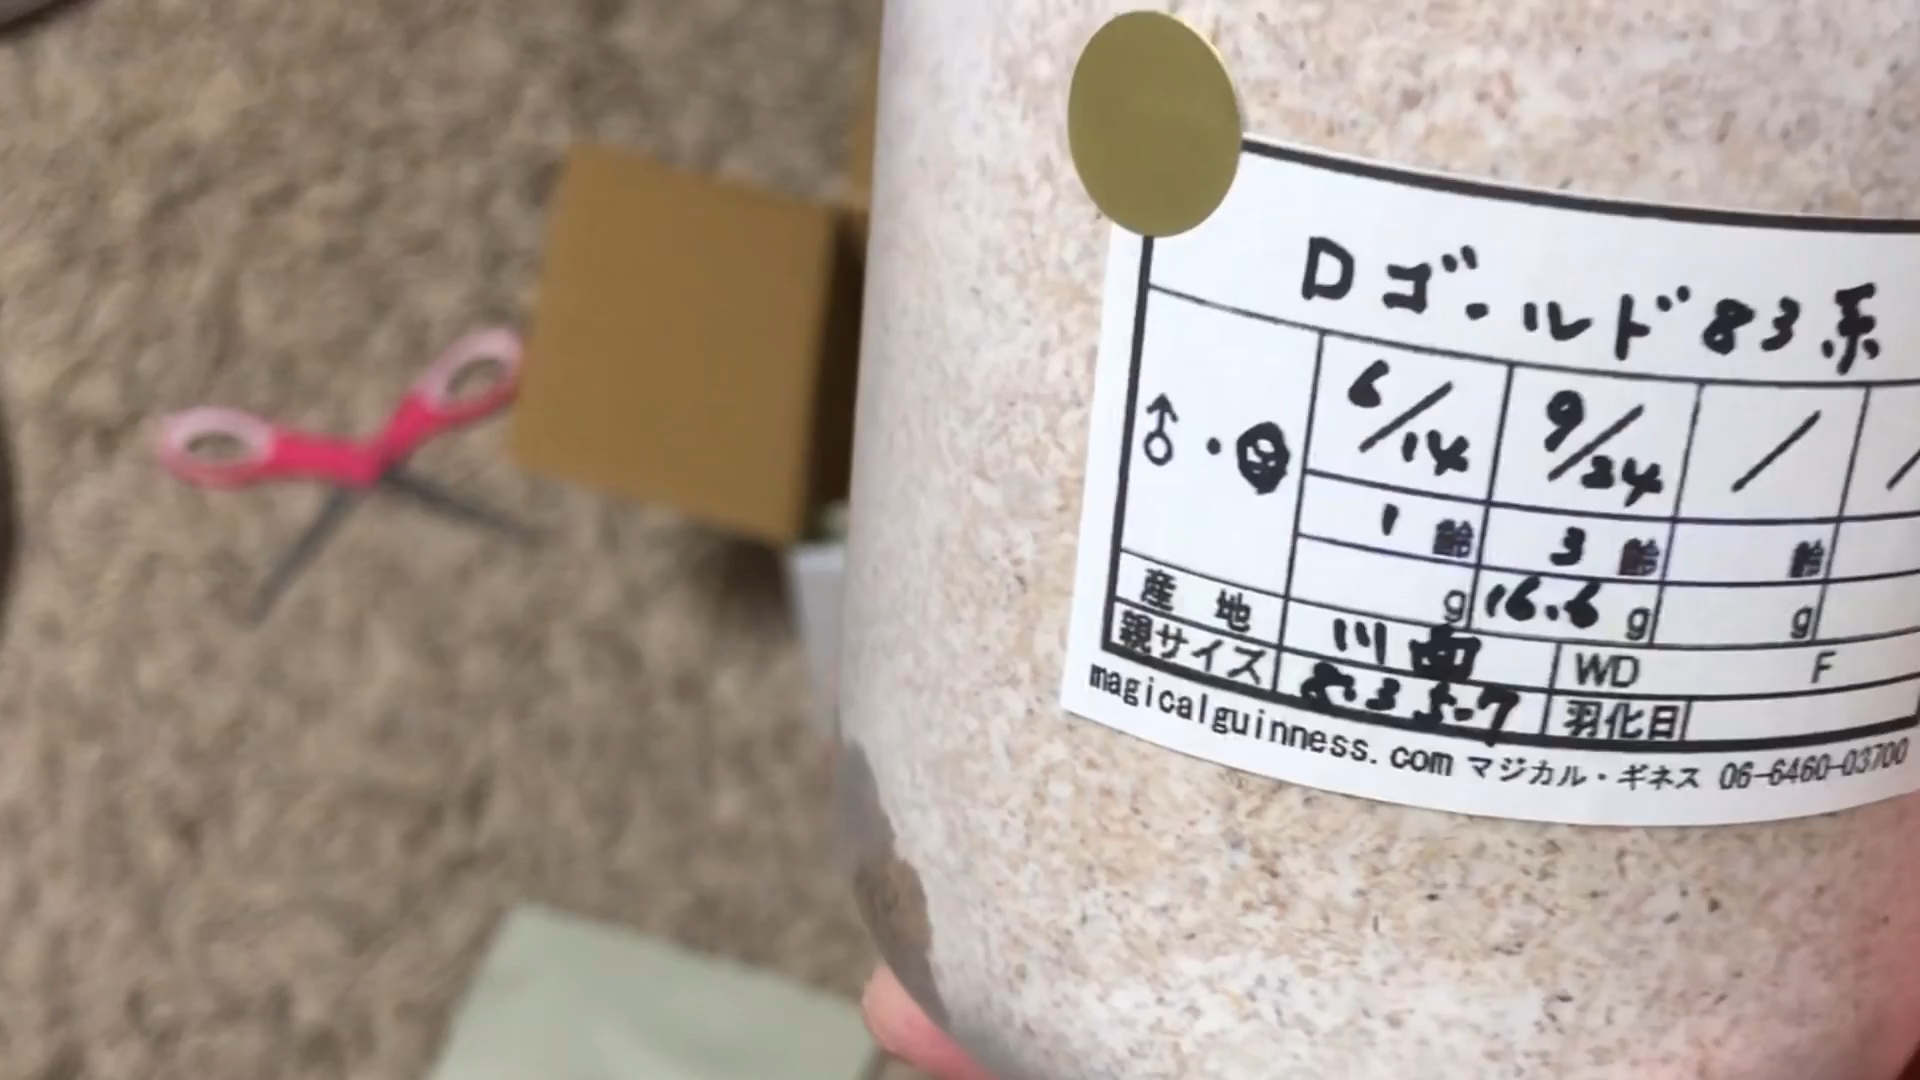 Dゴールド83系
6/14 9/24 / /
♂・
1齢 3齢 齢
g 16.6g g
産地 川西 WD F
親サイズ 83 57 羽化日
magicalguinness.com マジカル・ギネス 06-6460-03700